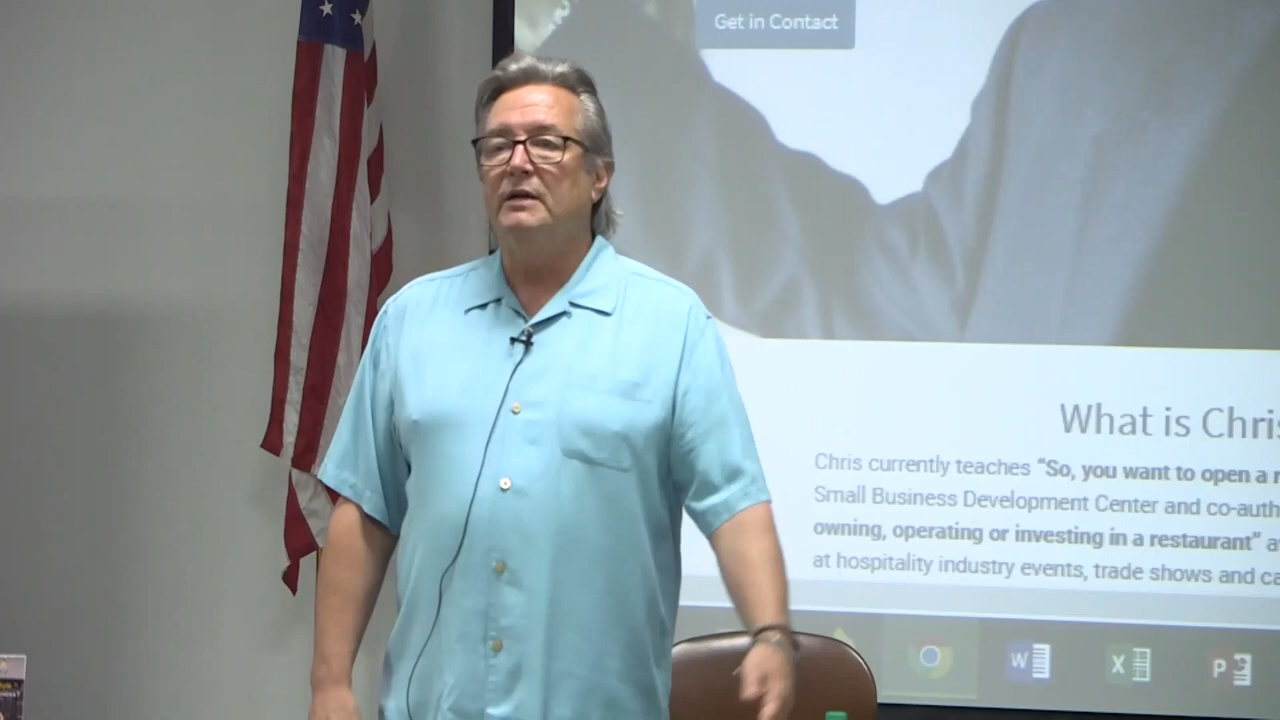 Get in Contact
What is Chris
Chris currently teaches “So, you want to open a r
Small Business Development Center and co-auth
owning, operating or investing in a restaurant” a
at hospitality industry events, trade shows and ca
W
X
P